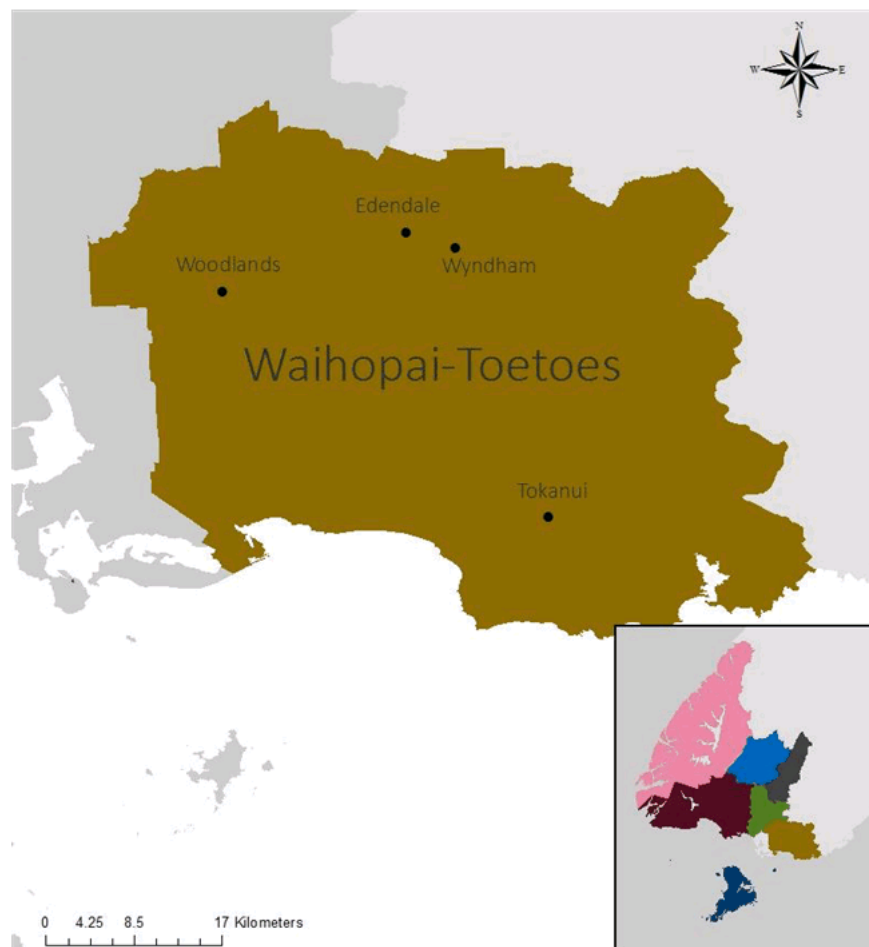 N
W E
S
Edendale
Wyndham
Woodlands
Waihopai-Toetoes
Tokanui
0 4.25 8.5 17 Kilometers